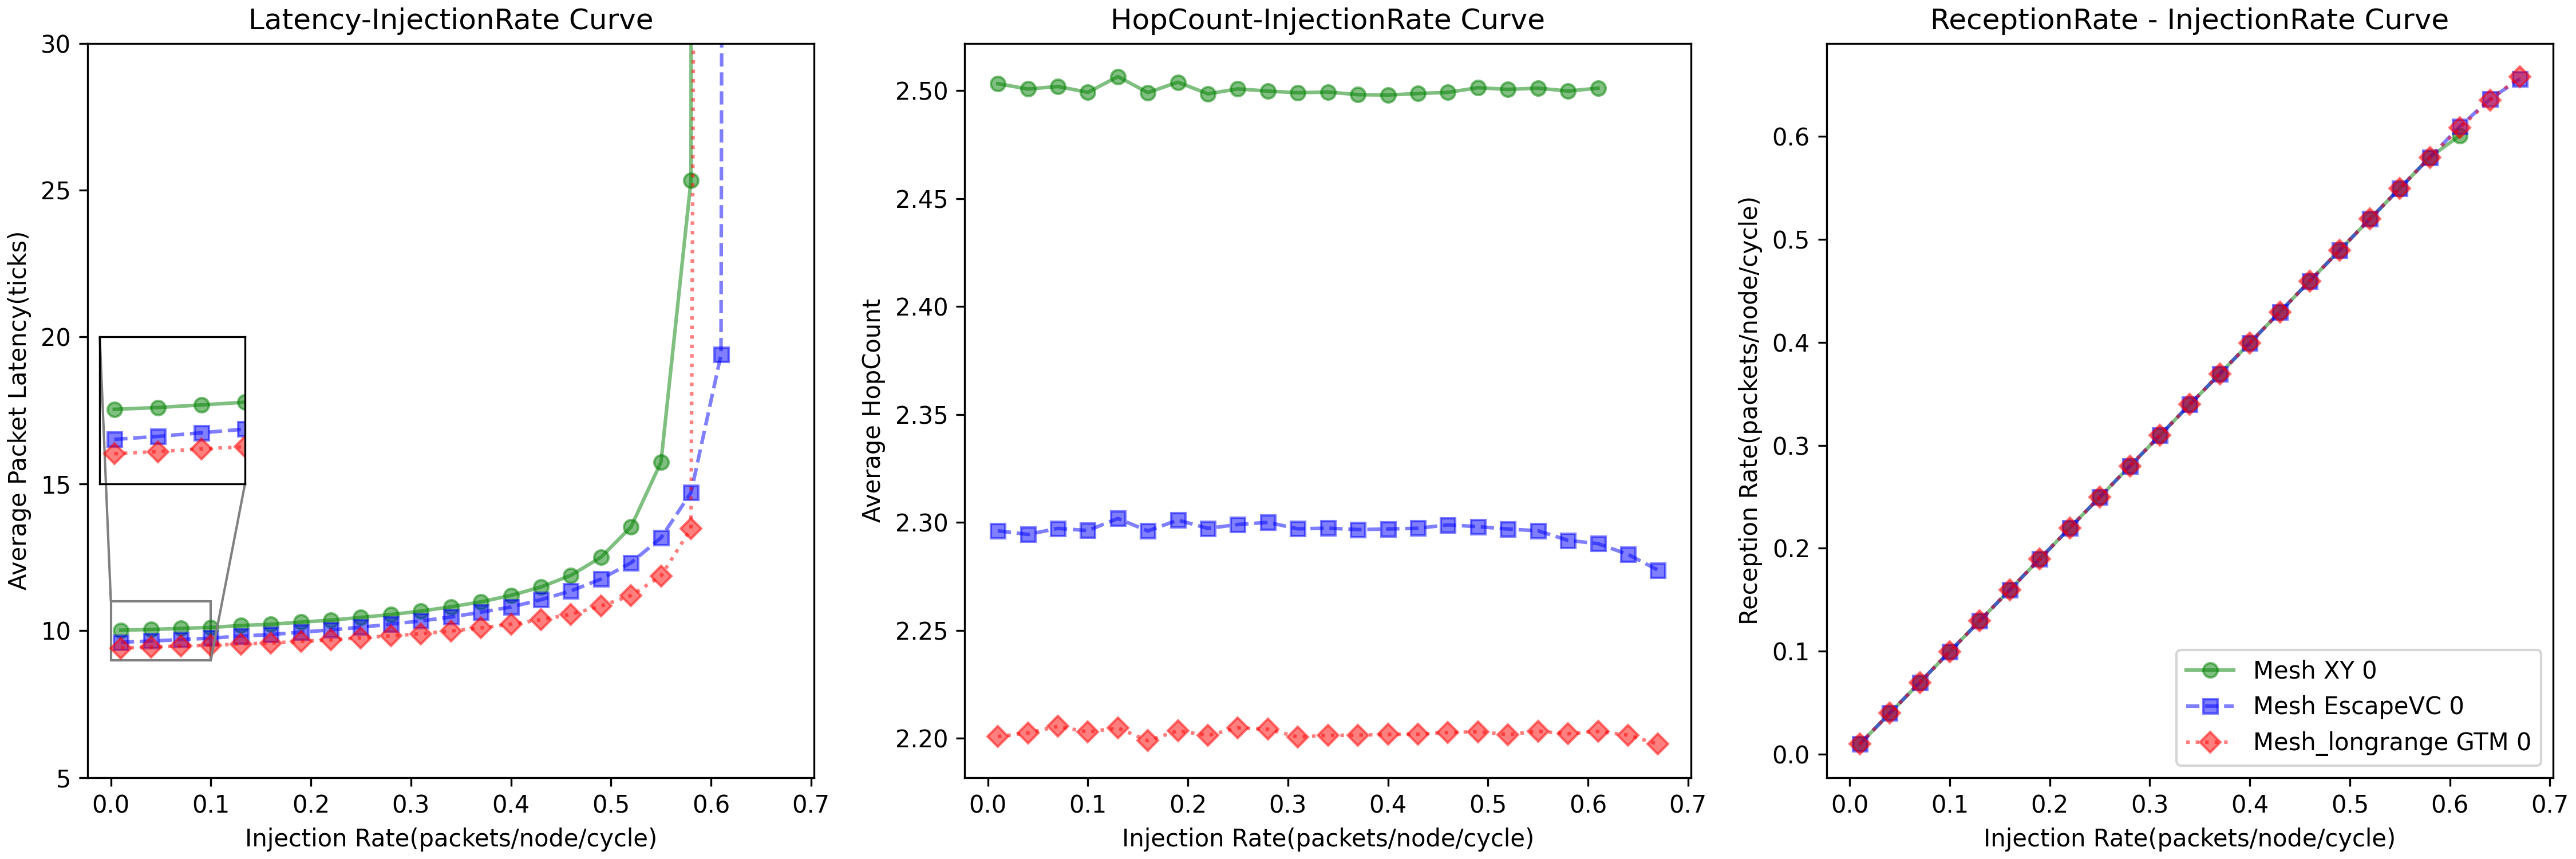 Latency-InjectionRate Curve
30
25
20
15
10
5
Average Packet Latency(ticks)
0.0 0.1 0.2 0.3 0.4 0.5 0.6 0.7
Injection Rate(packets/node/cycle)
HopCount-InjectionRate Curve
2.50
2.45
2.40
2.35
2.30
2.25
2.20
Average HopCount
0.0 0.1 0.2 0.3 0.4 0.5 0.6 0.7
Injection Rate(packets/node/cycle)
ReceptionRate - InjectionRate Curve
0.6
0.5
0.4
0.3
0.2
0.1
0.0
Reception Rate(packets/node/cycle)
Mesh XY 0
Mesh EscapeVC 0
Mesh_longrange GTM 0
0.0 0.1 0.2 0.3 0.4 0.5 0.6 0.7
Injection Rate(packets/node/cycle)